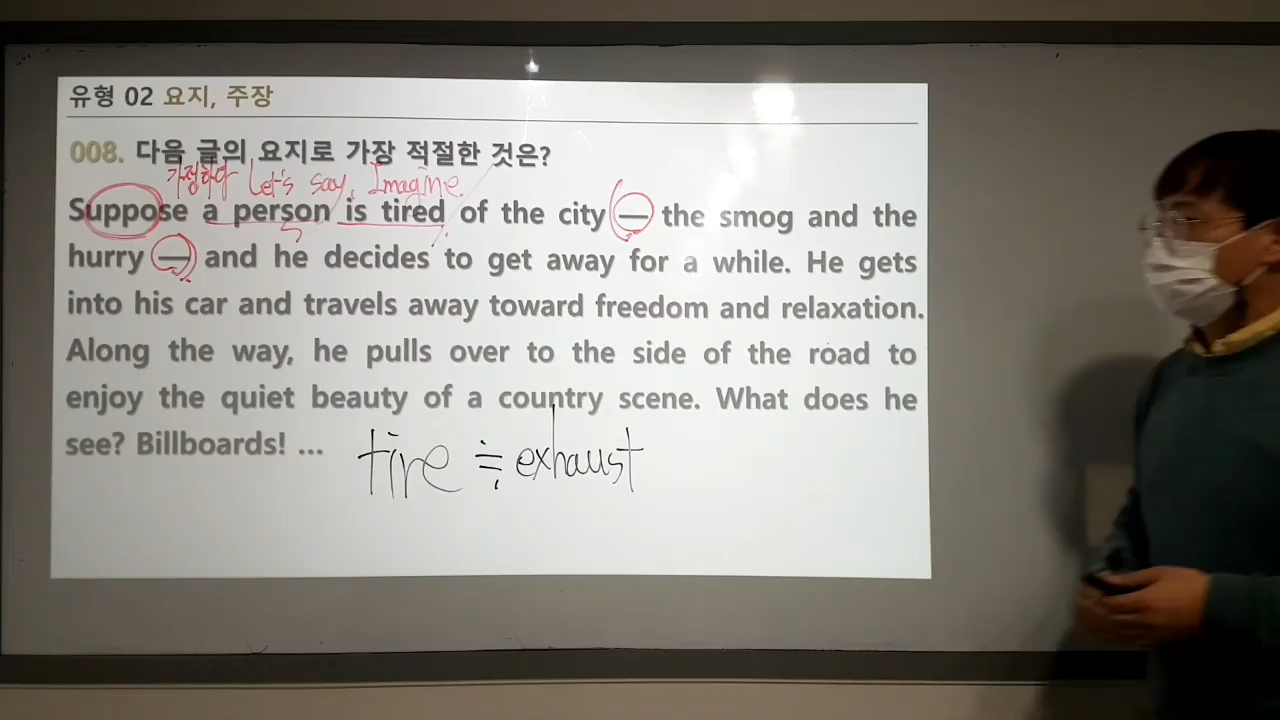 유형 02 요지, 주장
008. 다음 글의 요지로 가장 적절한 것은?
가정하다 Let's say, Imagine.
Suppose a person is tired of the city — the smog and the
hurry — and he decides to get away for a while. He gets
into his car and travels away toward freedom and relaxation.
Along the way, he pulls over to the side of the road to
enjoy the quiet beauty of a country scene. What does he
see? Billboards! ...
tire ≒ exhaust